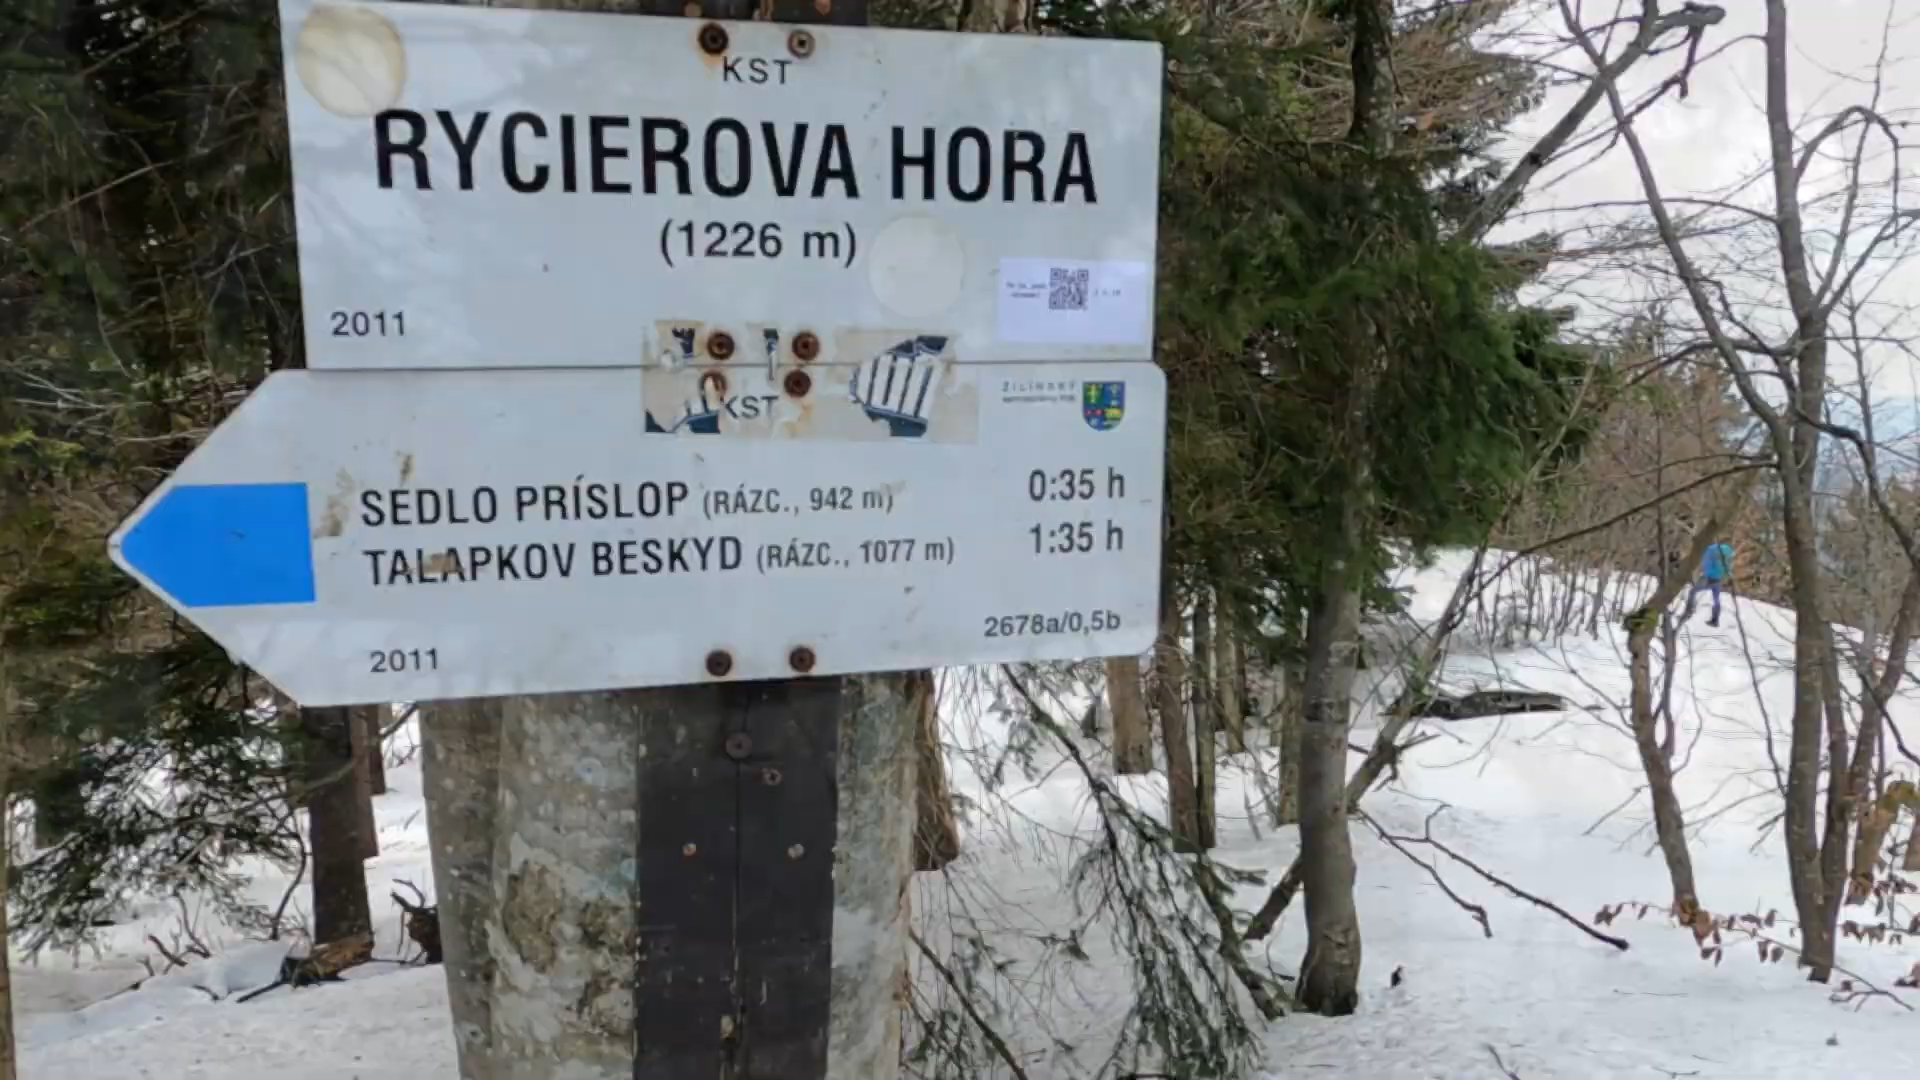 KST
RYCIEROVA HORA
(1226 m)
2011
KST
ŽILINSKÝ
SEDLO PRÍSLOP (RÁZC., 942 m) 0:35 h
TALAPKOV BESKYD (RÁZC., 1077 m) 1:35 h
2678a/0,5b
2011